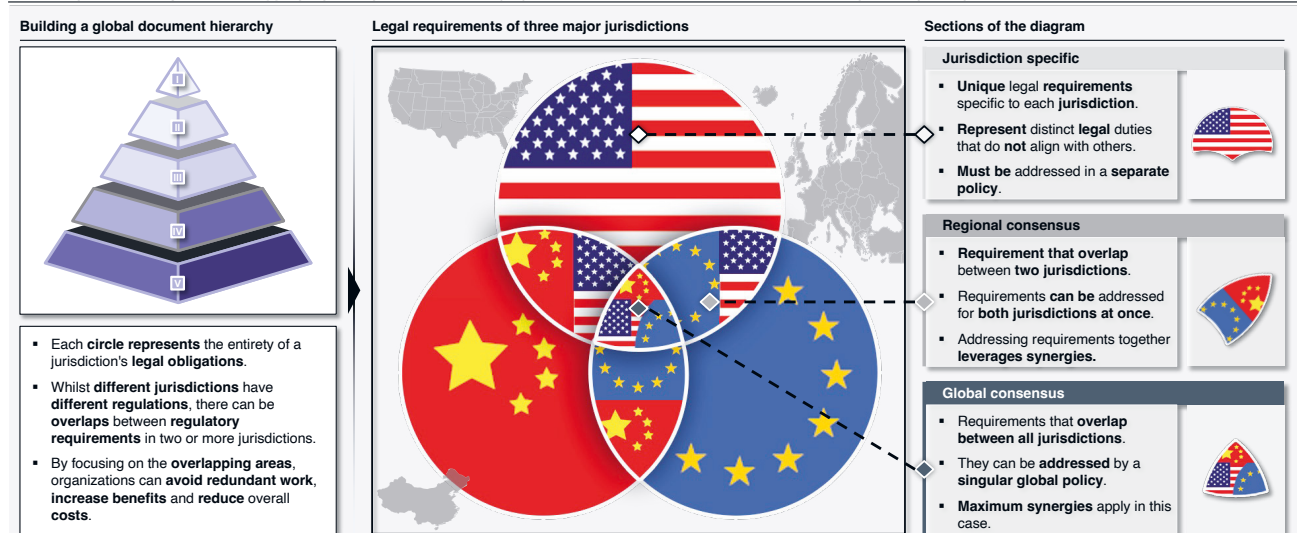 Building a global document hierarchy
I
II
III
IV
V
▪ Each circle represents the entirety of a
jurisdiction's legal obligations.
▪ Whilst different jurisdictions have
different regulations, there can be
overlaps between regulatory
requirements in two or more jurisdictions.
▪ By focusing on the overlapping areas,
organizations can avoid redundant work,
increase benefits and reduce overall
costs.
Legal requirements of three major jurisdictions
Sections of the diagram
Jurisdiction specific
▪ Unique legal requirements
specific to each jurisdiction.
▪ Represent distinct legal duties
that do not align with others.
▪ Must be addressed in a separate
policy.
Regional consensus
▪ Requirement that overlap
between two jurisdictions.
▪ Requirements can be addressed
for both jurisdictions at once.
▪ Addressing requirements together
leverages synergies.
Global consensus
▪ Requirements that overlap
between all jurisdictions.
▪ They can be addressed by a
singular global policy.
▪ Maximum synergies apply in this
case.